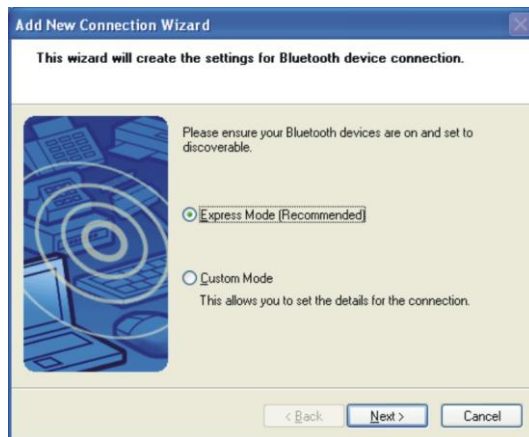 Add New Connection Wizard
This wizard will create the settings for Bluetooth device connection.
Please ensure your Bluetooth devices are on and set to
discoverable.
Express Mode (Recommended)
Custom Mode
This allows you to set the details for the connection.
< Back
Next >
Cancel